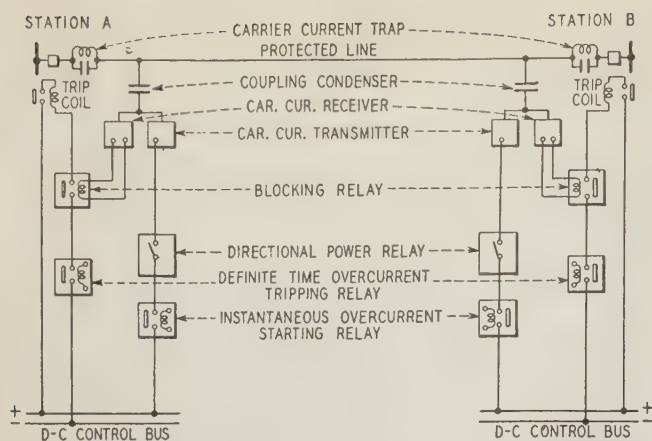 STATION A
STATION B
CARRIER CURRENT TRAP
PROTECTED LINE
TRIP
COIL
TRIP
COIL
COUPLING CONDENSER
CAR. CUR. RECEIVER
CAR. CUR. TRANSMITTER
BLOCKING RELAY
DIRECTIONAL POWER RELAY
DEFINITE TIME OVERCURRENT
TRIPPING RELAY
INSTANTANEOUS OVERCURRENT
STARTING RELAY
+
+
−
−
D-C CONTROL BUS
D-C CONTROL BUS